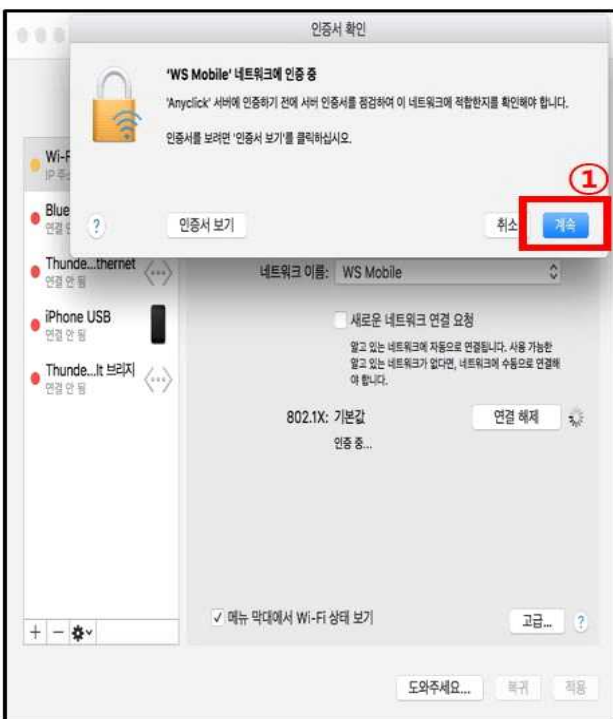 인증서 확인
'WS Mobile' 네트워크에 인증 중
'Anyclick' 서버에 인증하기 전에 서버 인증서를 점검하여 이 네트워크에 적합한지를 확인해야 합니다.
인증서를 보려면 '인증서 보기'를 클릭하십시오.
①
?
인증서 보기
취소
계속
Wi-F
IP 주소
Blue
연결 안
Thunde...thernet
연결 안 됨
iPhone USB
연결 안 됨
Thunde...lt 브리지
연결 안 됨
네트워크 이름: WS Mobile
새로운 네트워크 연결 요청
알고 있는 네트워크에 자동으로 연결됩니다. 사용 가능한
알고 있는 네트워크가 없다면, 네트워크에 수동으로 연결해
야 합니다.
802.1X: 기본값
연결 해제
인증 중...
메뉴 막대에서 Wi-Fi 상태 보기
고급...
?
도와주세요...
복귀
적용